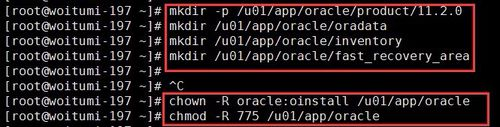 [root@woitumi-197 ~]# mkdir -p /u01/app/oracle/product/11.2.0
[root@woitumi-197 ~]# mkdir /u01/app/oracle/oradata
[root@woitumi-197 ~]# mkdir /u01/app/oracle/inventory
[root@woitumi-197 ~]# mkdir /u01/app/oracle/fast_recovery_area
[root@woitumi-197 ~]#
[root@woitumi-197 ~]# ^C
[root@woitumi-197 ~]# chown -R oracle:oinstall /u01/app/oracle
[root@woitumi-197 ~]# chmod -R 775 /u01/app/oracle